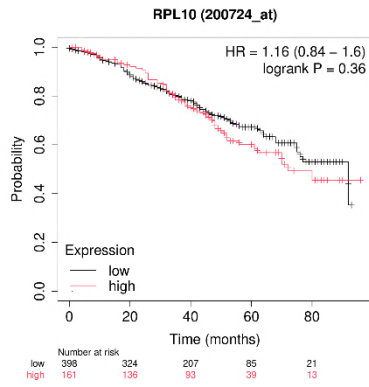 RPL10 (200724_at)
HR = 1.16 (0.84 − 1.6)
logrank P = 0.36
Probability
1.0
0.8
0.6
0.4
0.2
0.0
Expression
low
high
0 20 40 60 80
Time (months)
Number at risk
low 398 324 207 85 21
high 161 136 93 39 13